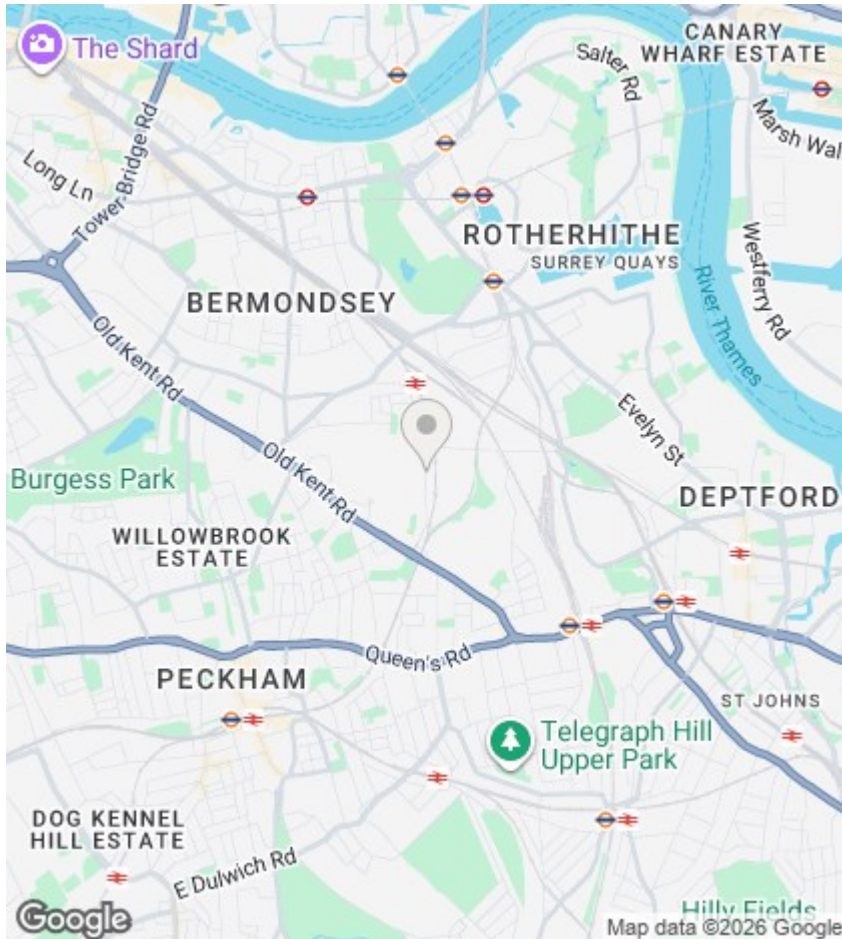 The Shard
CANARY
WHARF ESTATE
Salter Rd
Marsh Wal
Long Ln
Tower Bridge Rd
ROTHERHITHE
SURREY QUAYS
Westferry Rd
River Thames
BERMONDSEY
Old Kent Rd
Evelyn St
Burgess Park
Old Kent Rd
DEPTFORD
WILLOWBROOK
ESTATE
Queen's Rd
PECKHAM
ST JOHNS
Telegraph Hill
Upper Park
DOG KENNEL
HILL ESTATE
E Dulwich Rd
Hilly Fields
Google
Map data ©2026 Google